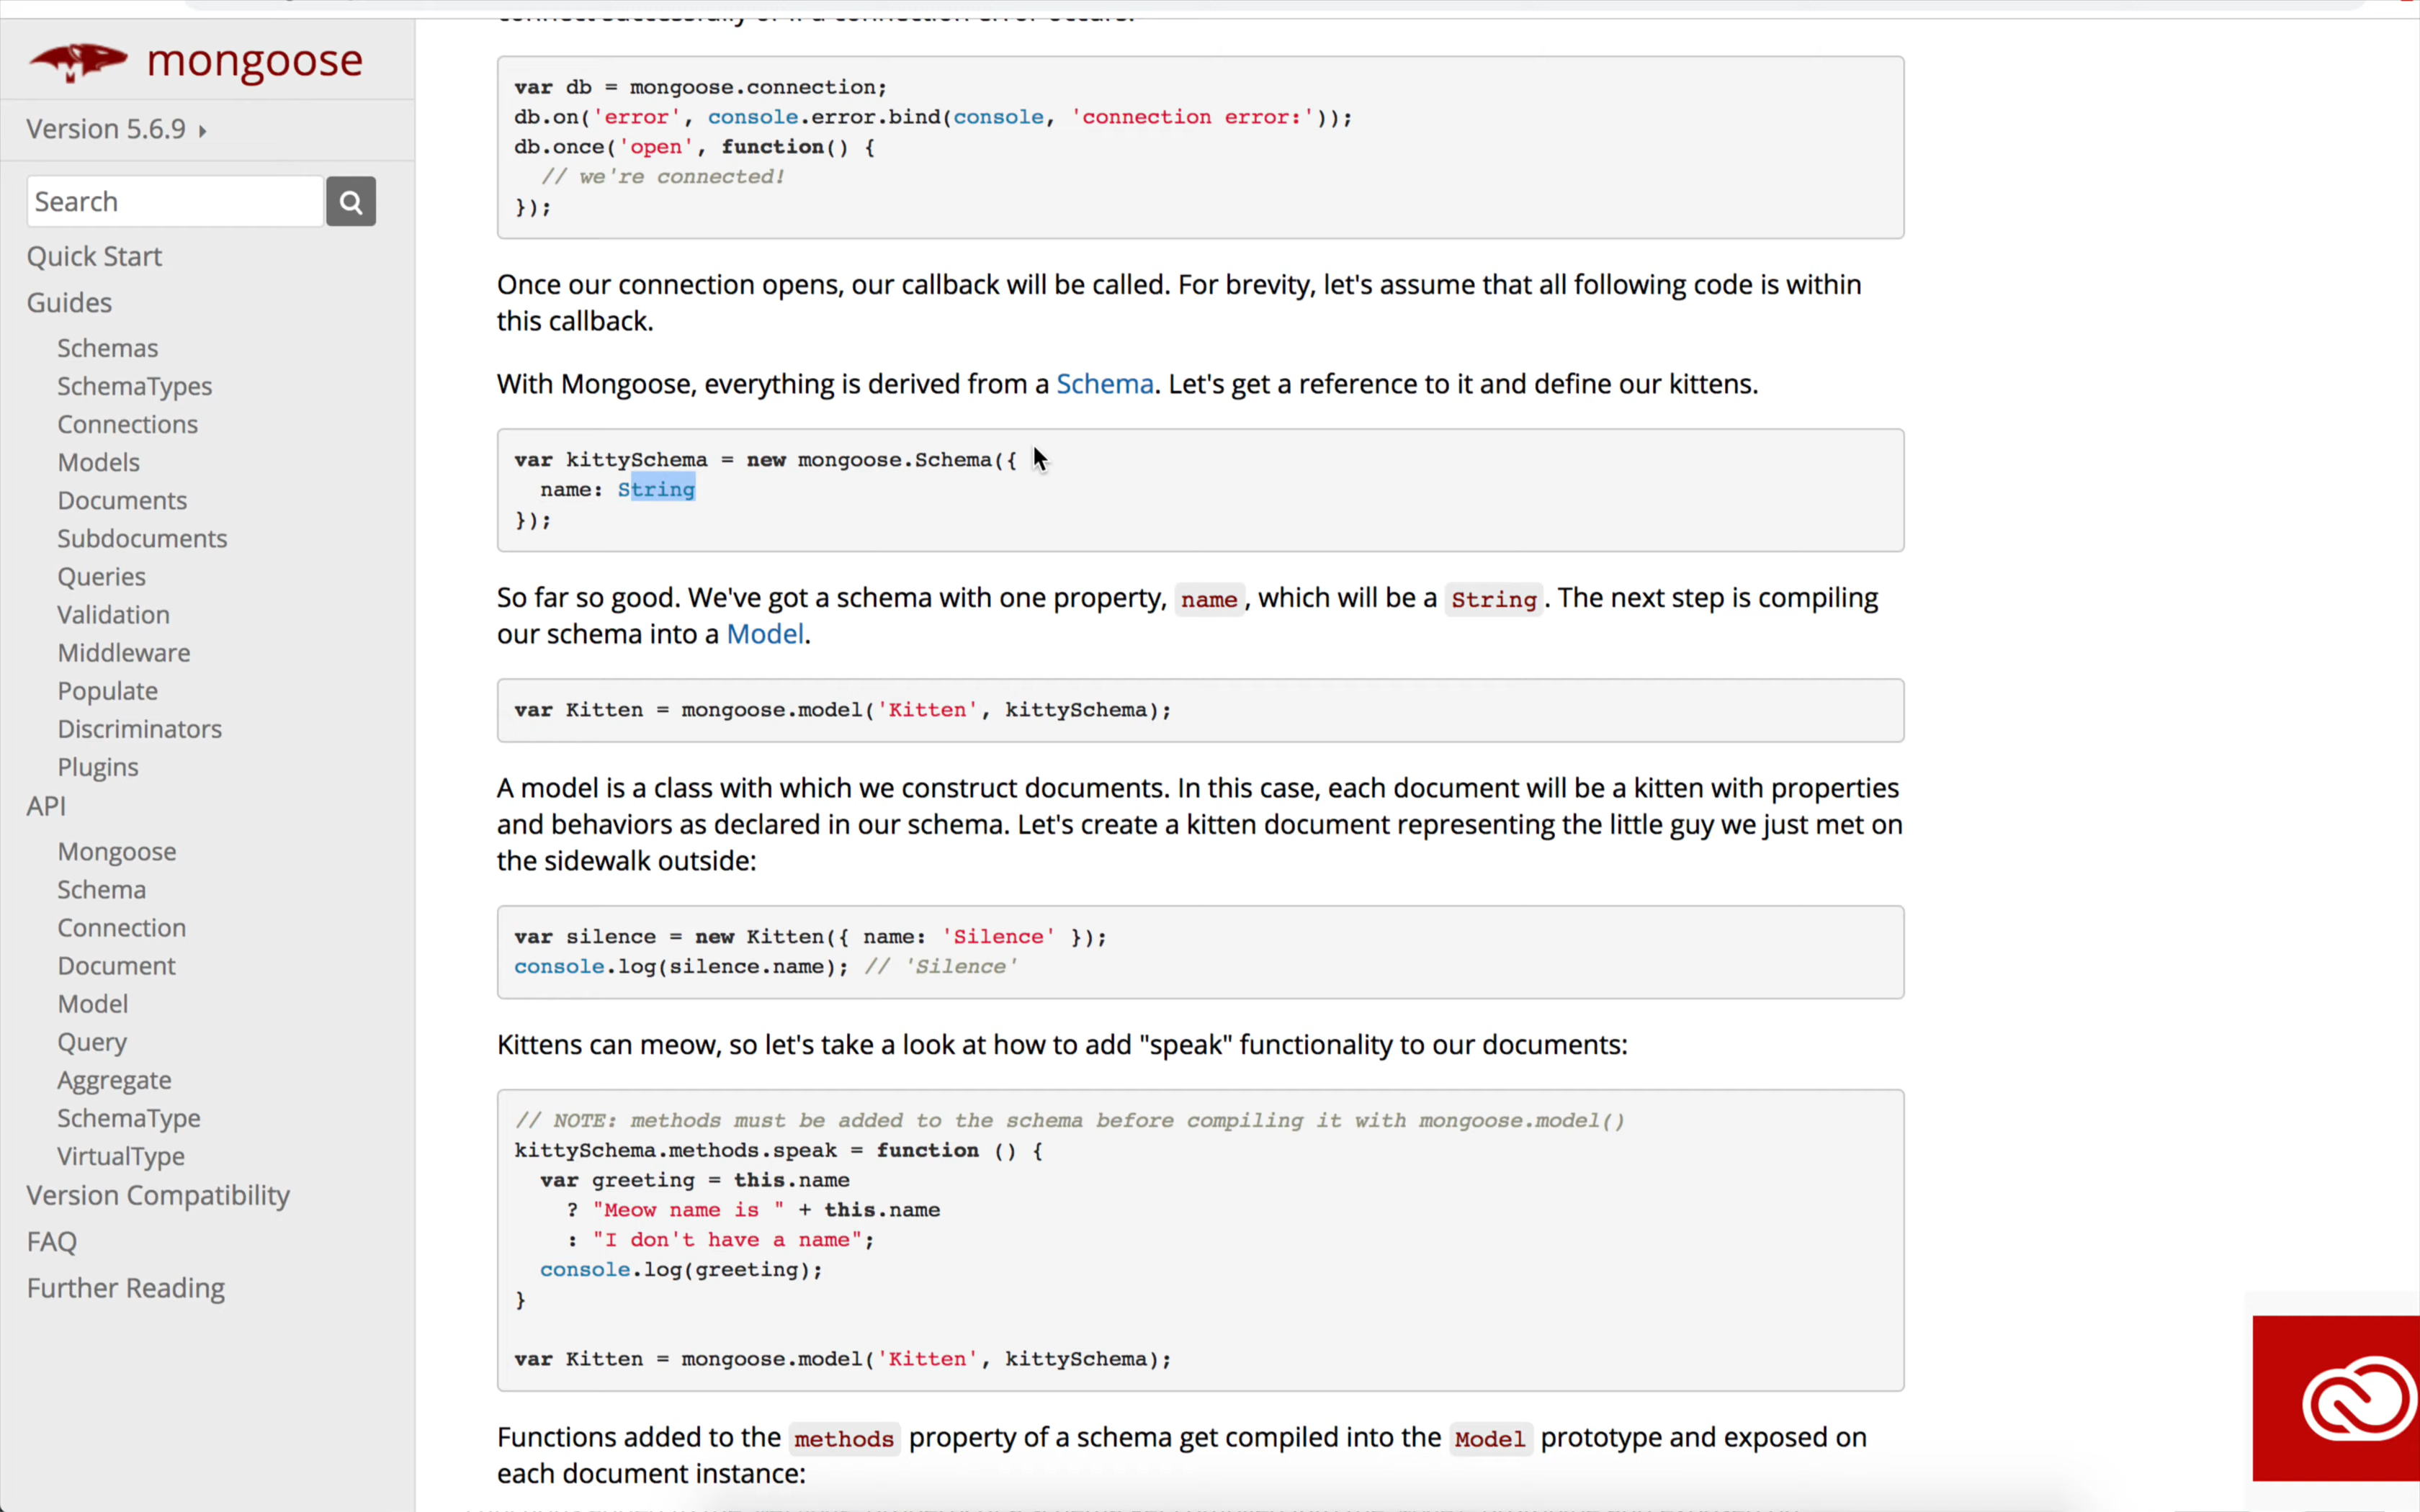 mongoose
Version 5.6.9
Search
Quick Start
Guides
Schemas
SchemaTypes
Connections
Models
Documents
Subdocuments
Queries
Validation
Middleware
Populate
Discriminators
Plugins
API
Mongoose
Schema
Connection
Document
Model
Query
Aggregate
SchemaType
VirtualType
Version Compatibility
FAQ
Further Reading
connect successfully or if a connection error occurs.
var db = mongoose.connection;
db.on('error', console.error.bind(console, 'connection error:'));
db.once('open', function() {
  // we're connected!
});
Once our connection opens, our callback will be called. For brevity, let's assume that all following code is within
this callback.
With Mongoose, everything is derived from a Schema. Let's get a reference to it and define our kittens.
var kittySchema = new mongoose.Schema({
  name: String
});
So far so good. We've got a schema with one property, name, which will be a String. The next step is compiling
our schema into a Model.
var Kitten = mongoose.model('Kitten', kittySchema);
A model is a class with which we construct documents. In this case, each document will be a kitten with properties
and behaviors as declared in our schema. Let's create a kitten document representing the little guy we just met on
the sidewalk outside:
var silence = new Kitten({ name: 'Silence' });
console.log(silence.name); // 'Silence'
Kittens can meow, so let's take a look at how to add "speak" functionality to our documents:
// NOTE: methods must be added to the schema before compiling it with mongoose.model()
kittySchema.methods.speak = function () {
  var greeting = this.name
    ? "Meow name is " + this.name
    : "I don't have a name";
  console.log(greeting);
}
var Kitten = mongoose.model('Kitten', kittySchema);
Functions added to the methods property of a schema get compiled into the Model prototype and exposed on
each document instance: